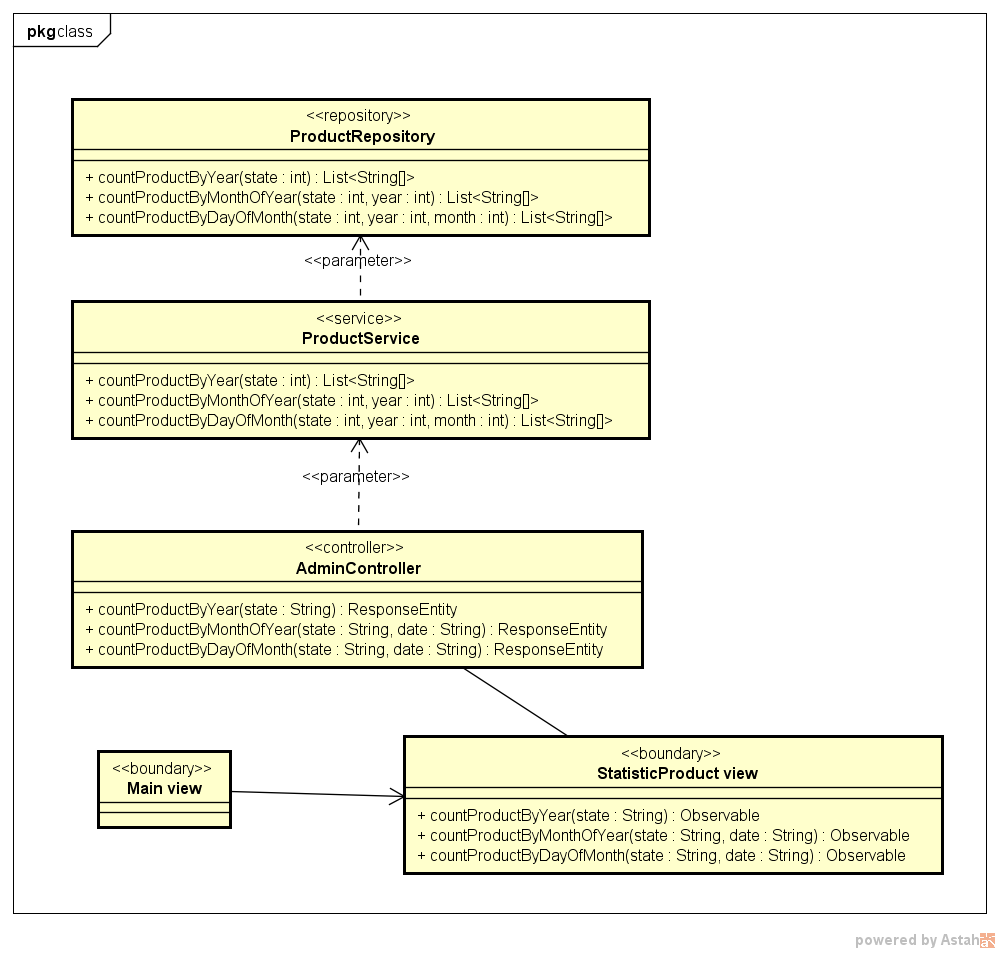 pkg class
<<repository>>
ProductRepository
+ countProductByYear(state : int) : List<String[]>
+ countProductByMonthOfYear(state : int, year : int) : List<String[]>
+ countProductByDayOfMonth(state : int, year : int, month : int) : List<String[]>
<<parameter>>
<<service>>
ProductService
+ countProductByYear(state : int) : List<String[]>
+ countProductByMonthOfYear(state : int, year : int) : List<String[]>
+ countProductByDayOfMonth(state : int, year : int, month : int) : List<String[]>
<<parameter>>
<<controller>>
AdminController
+ countProductByYear(state : String) : ResponseEntity
+ countProductByMonthOfYear(state : String, date : String) : ResponseEntity
+ countProductByDayOfMonth(state : String, date : String) : ResponseEntity
<<boundary>>
Main view
<<boundary>>
StatisticProduct view
+ countProductByYear(state : String) : Observable
+ countProductByMonthOfYear(state : String, date : String) : Observable
+ countProductByDayOfMonth(state : String, date : String) : Observable
powered by Astah